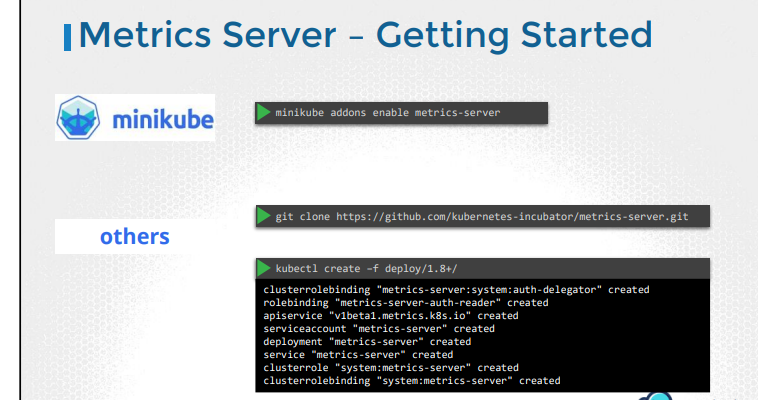 Metrics Server – Getting Started
minikube
minikube addons enable metrics-server
others
git clone https://github.com/kubernetes-incubator/metrics-server.git
kubectl create –f deploy/1.8+/
clusterrolebinding "metrics-server:system:auth-delegator" created
rolebinding "metrics-server-auth-reader" created
apiservice "v1beta1.metrics.k8s.io" created
serviceaccount "metrics-server" created
deployment "metrics-server" created
service "metrics-server" created
clusterrole "system:metrics-server" created
clusterrolebinding "system:metrics-server" created